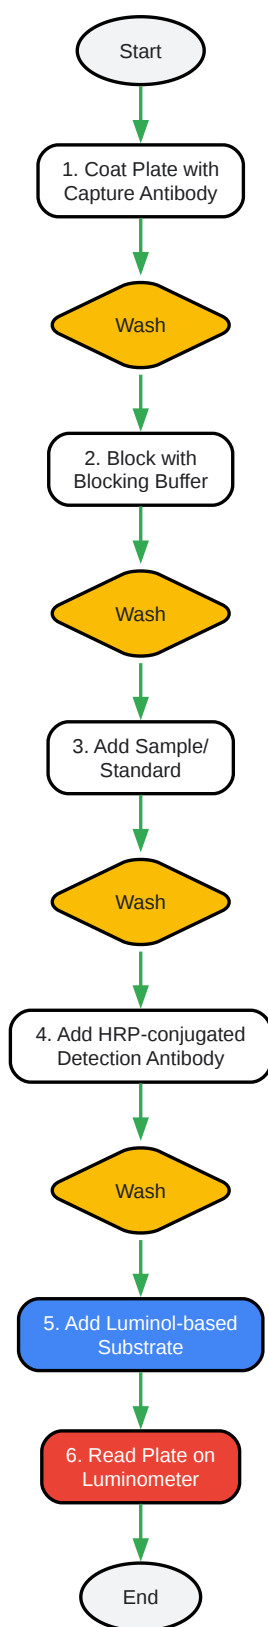 Start
1. Coat Plate with
Capture Antibody
Wash
2. Block with
Blocking Buffer
Wash
3. Add Sample/
Standard
Wash
4. Add HRP-conjugated
Detection Antibody
Wash
5. Add Luminol-based
Substrate
6. Read Plate on
Luminometer
End